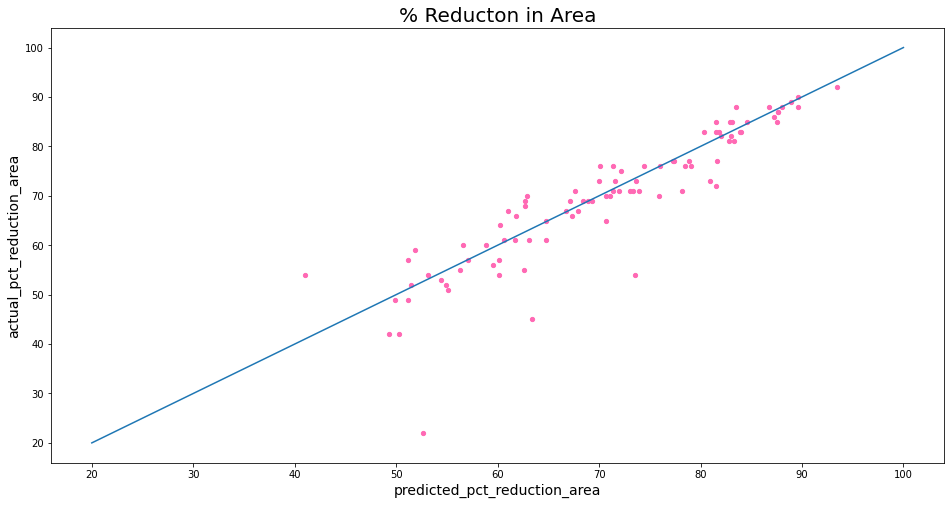 % Reducton in Area
actual_pct_reduction_area
100
90
80
70
60
50
40
30
20
20 30 40 50 60 70 80 90 100
predicted_pct_reduction_area